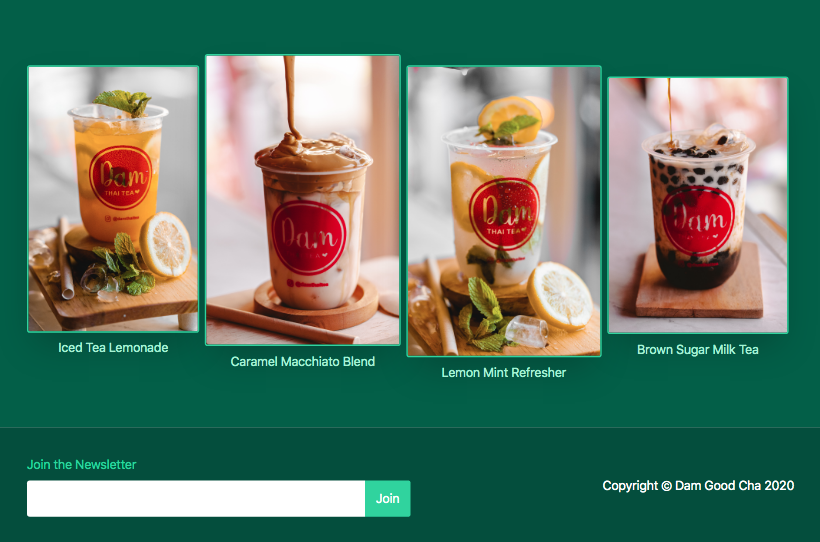 Dam
THAI TEA
Dam
Dam
THAI TEA
Dam
Iced Tea Lemonade
Caramel Macchiato Blend
Lemon Mint Refresher
Brown Sugar Milk Tea
Join the Newsletter
Join
Copyright © Dam Good Cha 2020